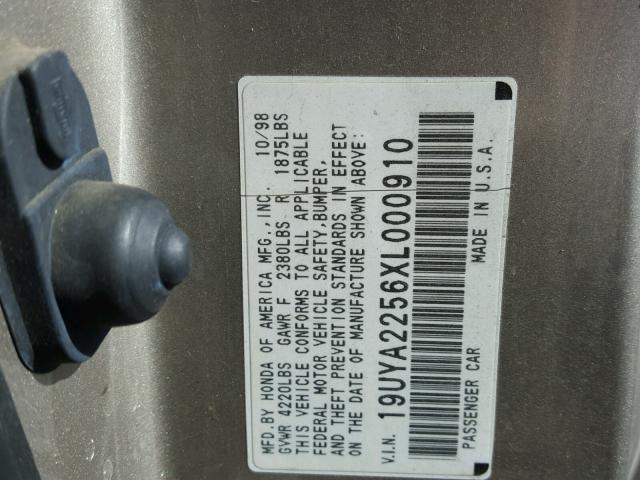 MFD.BY HONDA OF AMERICA MFG., INC. 10/98
GVWR 4220LBS GAWR F 2380LBS R 1875LBS
THIS VEHICLE CONFORMS TO ALL APPLICABLE
FEDERAL MOTOR VEHICLE SAFETY,BUMPER,
AND THEFT PREVENTION STANDARDS IN EFFECT
ON THE DATE OF MANUFACTURE SHOWN ABOVE:
V.I.N. 19UYA2256XL000910
PASSENGER CAR MADE IN U.S.A.